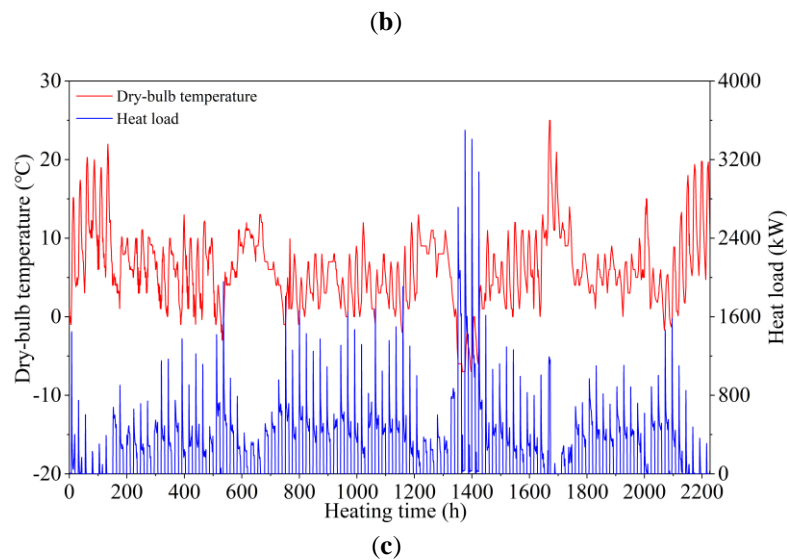 (b)
30
20
10
0
-10
-20
Dry-bulb temperature (℃)
Dry-bulb temperature
Heat load
4000
3200
2400
1600
800
0
Heat load (kW)
0 200 400 600 800 1000 1200 1400 1600 1800 2000 2200
Heating time (h)
(c)